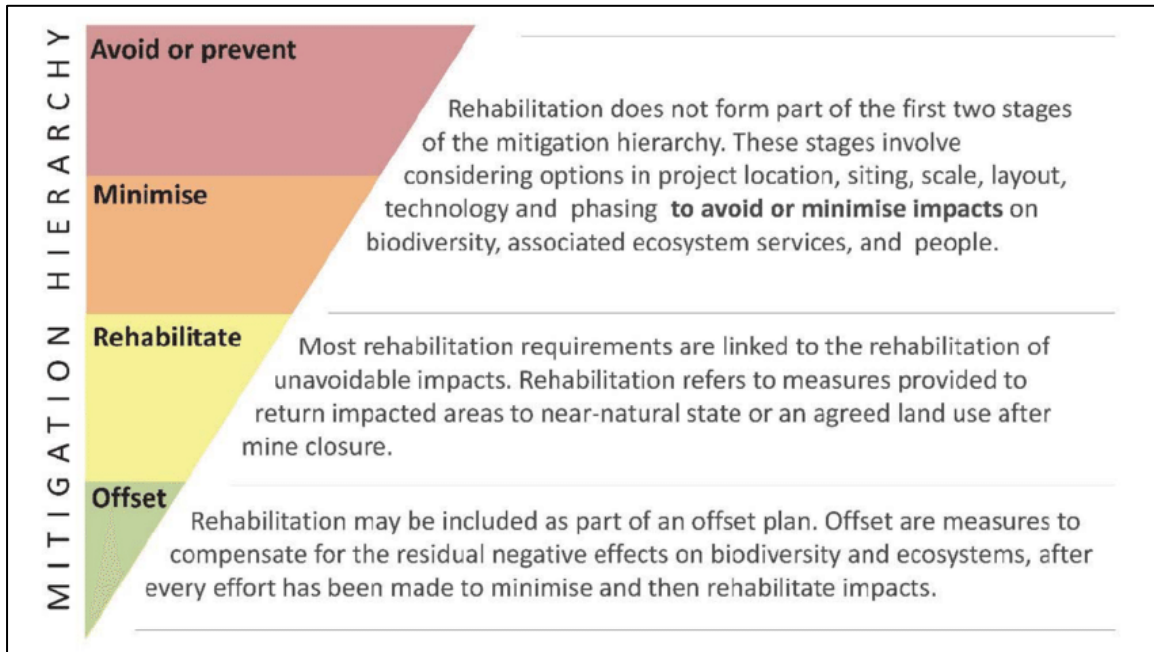 MITIGATION HIERARCHY
Avoid or prevent
Rehabilitation does not form part of the first two stages
of the mitigation hierarchy. These stages involve
considering options in project location, siting, scale, layout,
Minimise
technology and phasing to avoid or minimise impacts on
biodiversity, associated ecosystem services, and people.
Rehabilitate
Most rehabilitation requirements are linked to the rehabilitation of
unavoidable impacts. Rehabilitation refers to measures provided to
return impacted areas to near-natural state or an agreed land use after
mine closure.
Offset
Rehabilitation may be included as part of an offset plan. Offset are measures to
compensate for the residual negative effects on biodiversity and ecosystems, after
every effort has been made to minimise and then rehabilitate impacts.